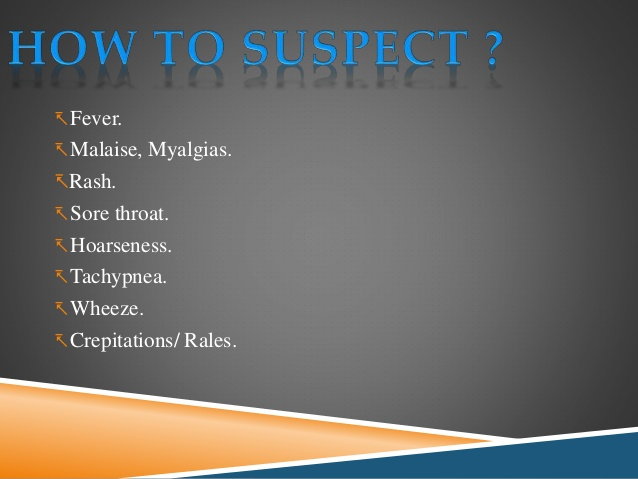 HOW TO SUSPECT ?
Fever.
Malaise, Myalgias.
Rash.
Sore throat.
Hoarseness.
Tachypnea.
Wheeze.
Crepitations/ Rales.